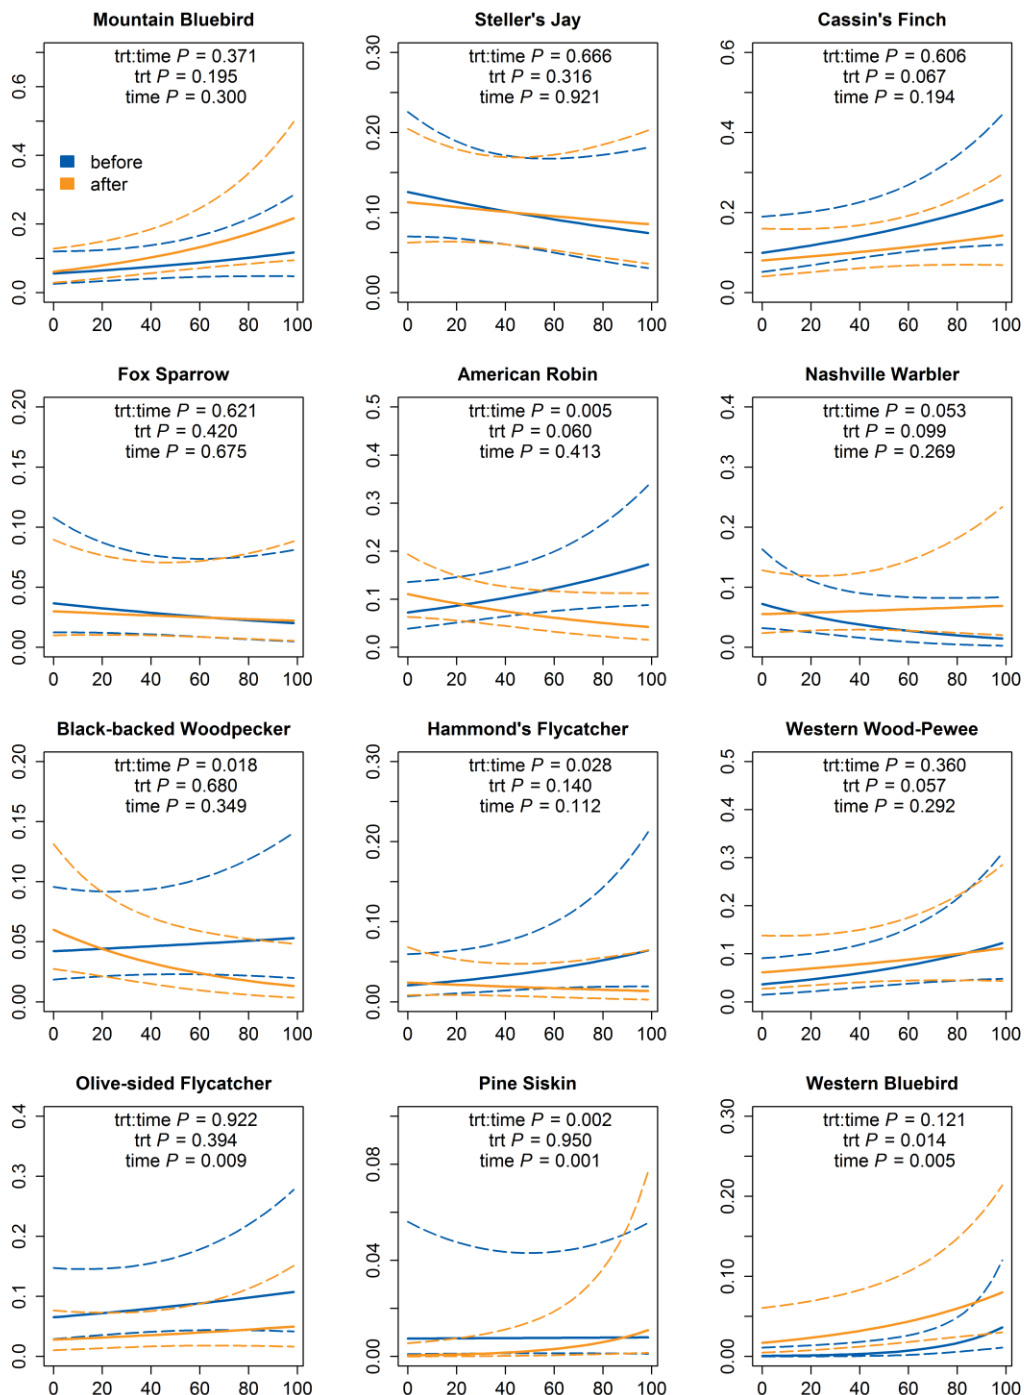 Mountain Bluebird
trt:time P = 0.371
trt P = 0.195
time P = 0.300
before
after
0.0
0.2
0.4
0.6
0 20 40 60 80 100
Steller's Jay
trt:time P = 0.666
trt P = 0.316
time P = 0.921
0.00
0.10
0.20
0.30
0 20 40 60 80 100
Cassin's Finch
trt:time P = 0.606
trt P = 0.067
time P = 0.194
0.0
0.2
0.4
0.6
0 20 40 60 80 100
Fox Sparrow
trt:time P = 0.621
trt P = 0.420
time P = 0.675
0.00
0.05
0.10
0.15
0.20
0 20 40 60 80 100
American Robin
trt:time P = 0.005
trt P = 0.060
time P = 0.413
0.0
0.1
0.2
0.3
0.4
0.5
0 20 40 60 80 100
Nashville Warbler
trt:time P = 0.053
trt P = 0.099
time P = 0.269
0.0
0.1
0.2
0.3
0.4
0 20 40 60 80 100
Black-backed Woodpecker
trt:time P = 0.018
trt P = 0.680
time P = 0.349
0.00
0.05
0.10
0.15
0.20
0 20 40 60 80 100
Hammond's Flycatcher
trt:time P = 0.028
trt P = 0.140
time P = 0.112
0.00
0.10
0.20
0.30
0 20 40 60 80 100
Western Wood-Pewee
trt:time P = 0.360
trt P = 0.057
time P = 0.292
0.0
0.1
0.2
0.3
0.4
0.5
0 20 40 60 80 100
Olive-sided Flycatcher
trt:time P = 0.922
trt P = 0.394
time P = 0.009
0.0
0.1
0.2
0.3
0.4
0 20 40 60 80 100
Pine Siskin
trt:time P = 0.002
trt P = 0.950
time P = 0.001
0.00
0.04
0.08
0 20 40 60 80 100
Western Bluebird
trt:time P = 0.121
trt P = 0.014
time P = 0.005
0.00
0.10
0.20
0.30
0 20 40 60 80 100